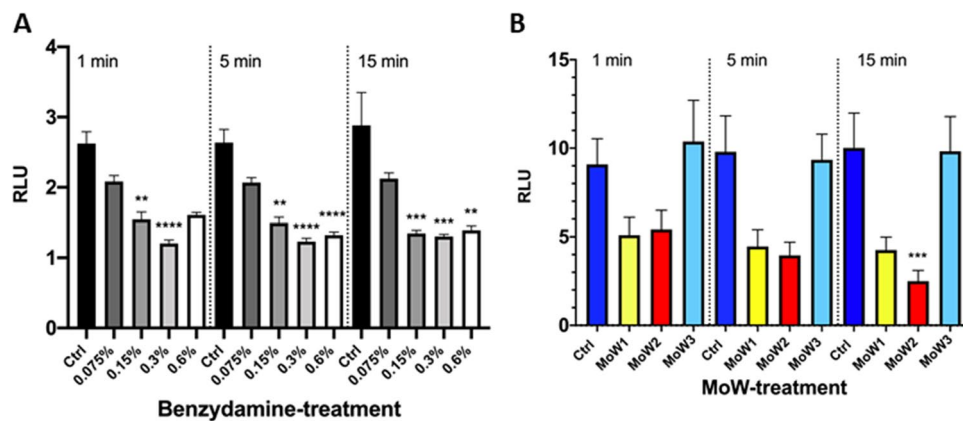 A
4
3
2
1
0
RLU
1 min
5 min
15 min
**
****
**
****
****
***
***
**
Ctrl
0.075%
0.15%
0.3%
0.6%
Ctrl
0.075%
0.15%
0.3%
0.6%
Ctrl
0.075%
0.15%
0.3%
0.6%
Benzydamine-treatment
B
15
10
5
0
RLU
1 min
5 min
15 min
***
Ctrl
MoW1
MoW2
MoW3
Ctrl
MoW1
MoW2
MoW3
Ctrl
MoW1
MoW2
MoW3
MoW-treatment